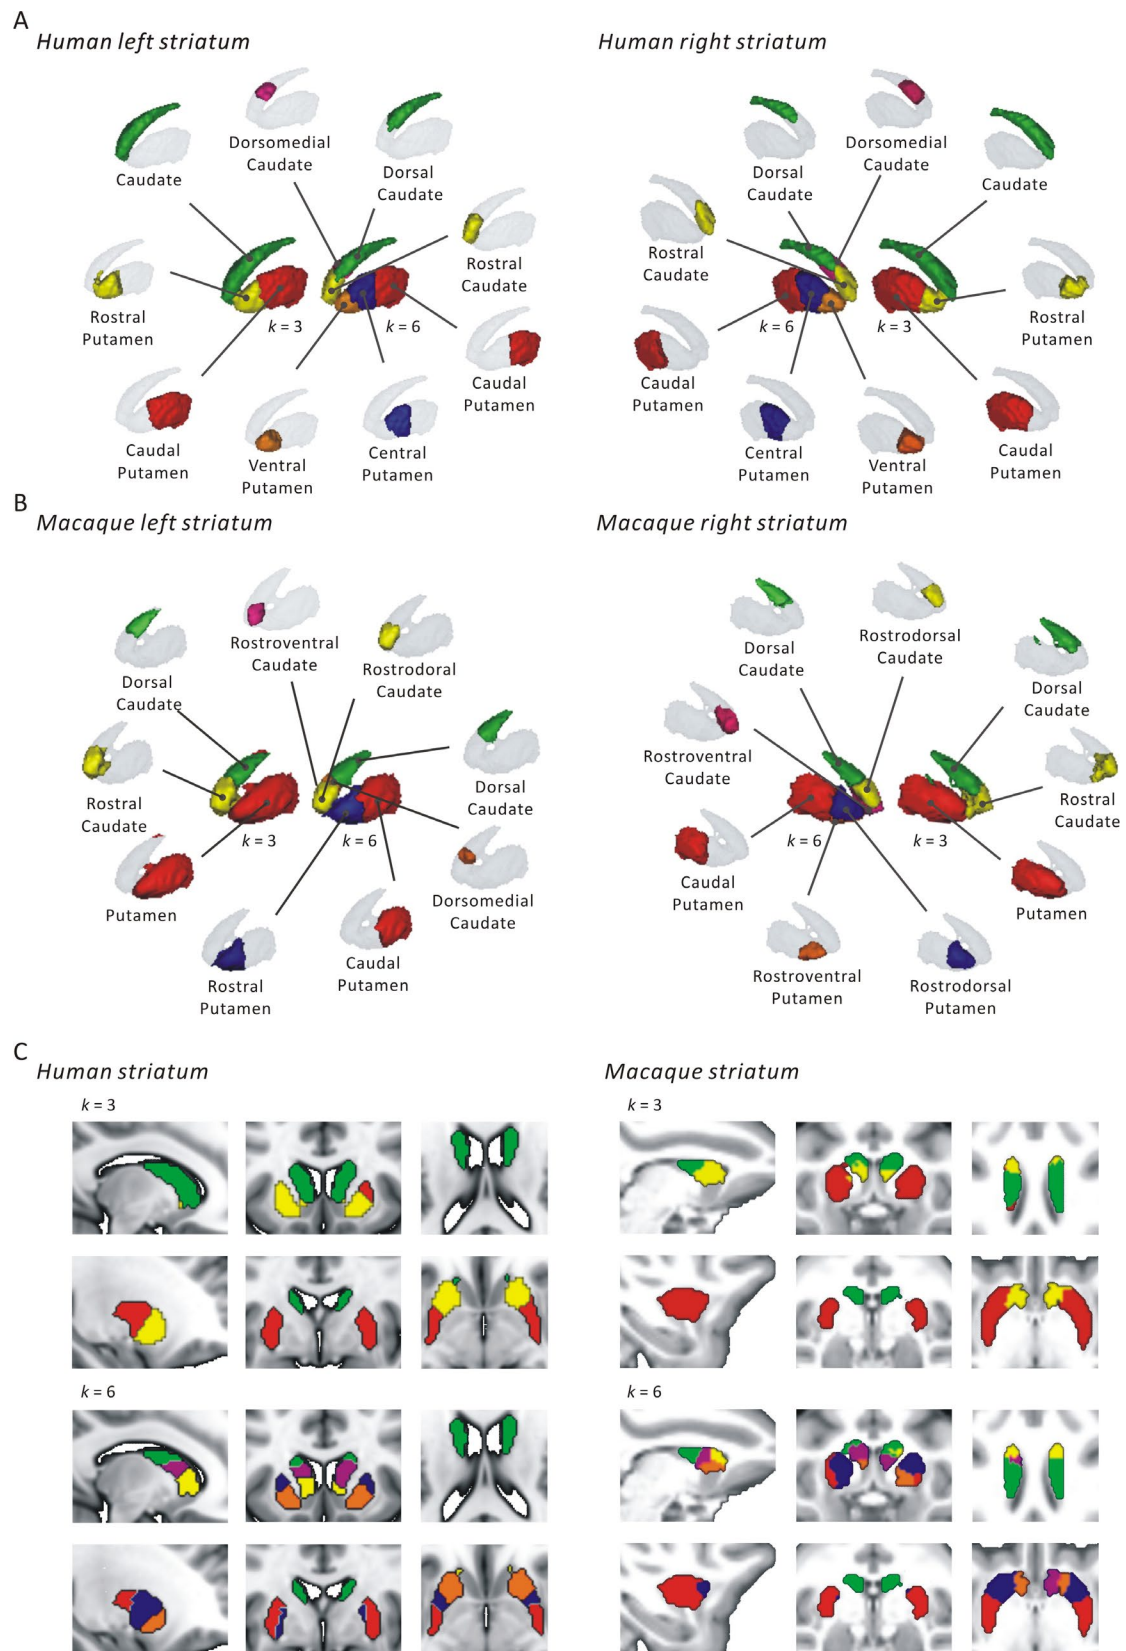 A
Human left striatum
Human right striatum
Dorsomedial
Caudate
Caudate
Dorsal
Caudate
Rostral
Caudate
Rostral
Putamen
k = 3
k = 6
Caudal
Putamen
Caudal
Putamen
Ventral
Putamen
Central
Putamen
Dorsal
Caudate
Dorsomedial
Caudate
Caudate
Rostral
Caudate
Rostral
Putamen
k = 6
k = 3
Caudal
Putamen
Central
Putamen
Ventral
Putamen
Caudal
Putamen
B
Macaque left striatum
Macaque right striatum
Rostroventral
Caudate
Rostrodoral
Caudate
Dorsal
Caudate
Dorsal
Caudate
Rostral
Caudate
k = 3
k = 6
Dorsomedial
Caudate
Putamen
Rostral
Putamen
Caudal
Putamen
Dorsal
Caudate
Rostrodorsal
Caudate
Dorsal
Caudate
Rostroventral
Caudate
Rostral
Caudate
k = 6
k = 3
Caudal
Putamen
Putamen
Rostroventral
Putamen
Rostrodorsal
Putamen
C
Human striatum
Macaque striatum
k = 3
k = 3
k = 6
k = 6